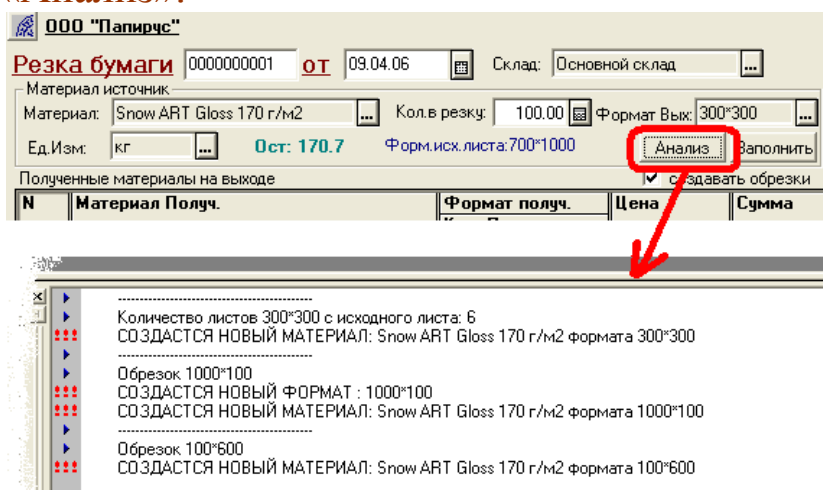 ООО "Папирус"
Резка бумаги 0000000001 от 09.04.06 Склад: Основной склад ...
Материал источник
Материал: Snow ART Gloss 170 г/м2 ... Кол.в резку: 100.00 Формат Вых: 300*300 ...
Ед.Изм: кг ... Ост: 170.7 Форм.исх.листа:700*1000 Анализ Заполнить
Полученные материалы на выходе создавать обрезки
N Материал Получ. Формат получ. Цена Сумма
----------------------------------------
Количество листов 300*300 с исходного листа: 6
!!! СОЗДАСТСЯ НОВЫЙ МАТЕРИАЛ: Snow ART Gloss 170 г/м2 формата 300*300
----------------------------------------
Обрезок 1000*100
!!! СОЗДАСТСЯ НОВЫЙ ФОРМАТ : 1000*100
!!! СОЗДАСТСЯ НОВЫЙ МАТЕРИАЛ: Snow ART Gloss 170 г/м2 формата 1000*100
----------------------------------------
Обрезок 100*600
!!! СОЗДАСТСЯ НОВЫЙ МАТЕРИАЛ: Snow ART Gloss 170 г/м2 формата 100*600